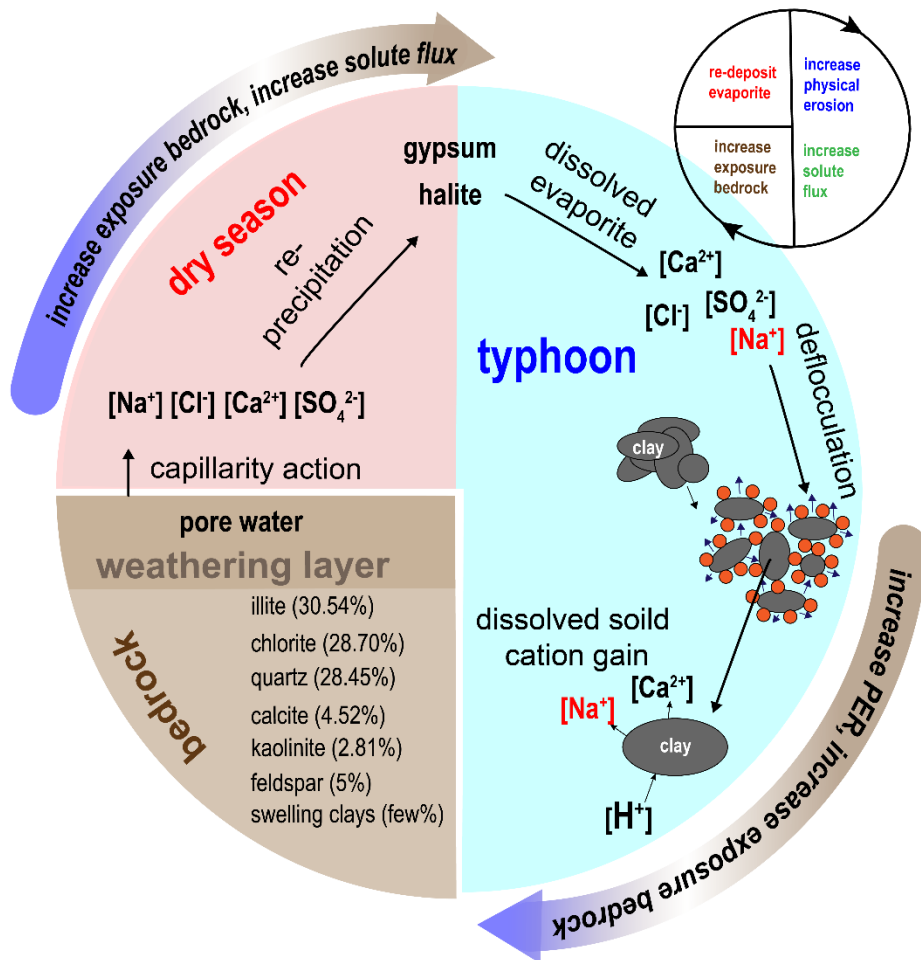 increase exposure bedrock, increase solute flux
re-deposit
evaporite
increase
physical
erosion
increase
exposure
bedrock
increase
solute
flux
dry season
re-
precipitation
gypsum
halite
[Na⁺] [Cl⁻] [Ca²⁺] [SO₄²⁻]
capillarity action
pore water
weathering layer
bedrock
illite (30.54%)
chlorite (28.70%)
quartz (28.45%)
calcite (4.52%)
kaolinite (2.81%)
feldspar (5%)
swelling clays (few%)
typhoon
dissolved
evaporite
[Ca²⁺]
[Cl⁻] [SO₄²⁻]
[Na⁺]
deflocculation
clay
dissolved soild
cation gain
[Ca²⁺]
[Na⁺]
clay
[H⁺]
increase PER, increase exposure bedrock